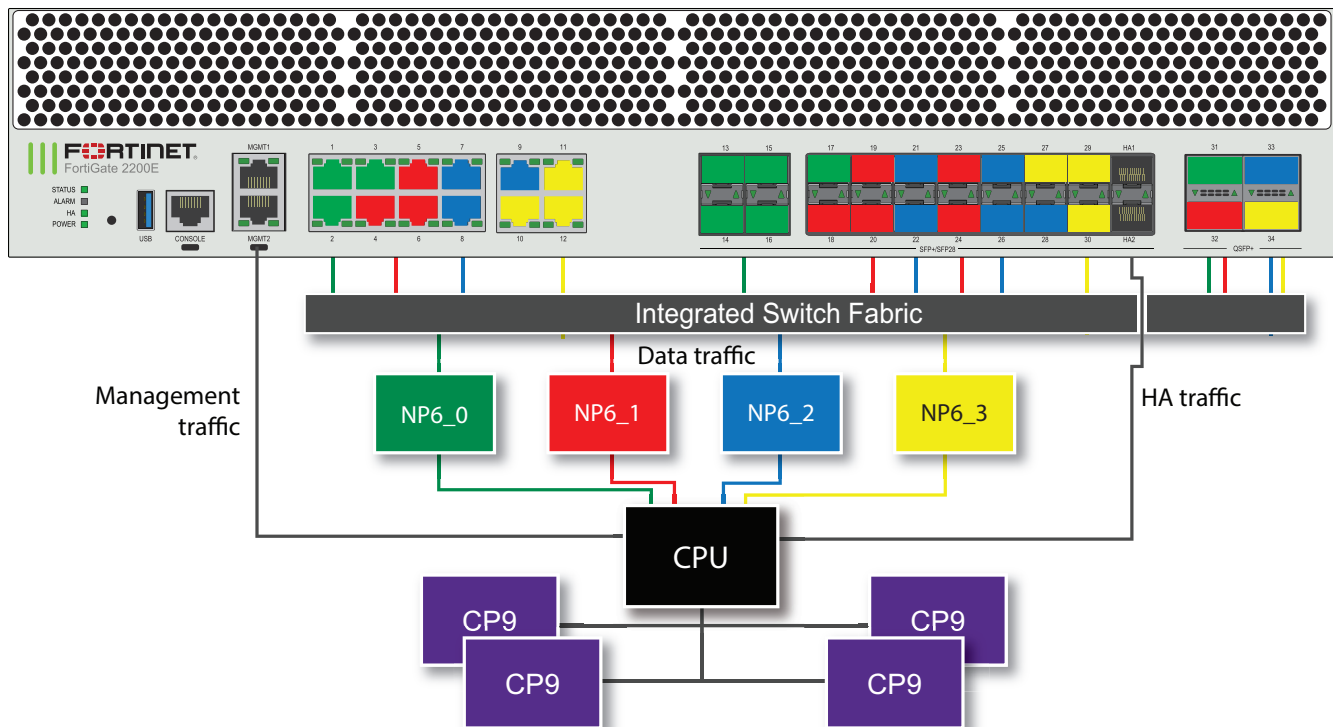 MGMT1
1 3 5 7
9 11
13 15
17 19 21 23 25 27 29 HA1
31 33
FORTINET
FortiGate 2200E
STATUS
ALARM
HA
POWER
USB
CONSOLE
MGMT2
2 4 6 8
10 12
14 16
18 20 22 24 26 28 30 HA2
32 34
SFP+/SFP28
QSFP+
Integrated Switch Fabric
Data traffic
Management
traffic
HA traffic
NP6_0
NP6_1
NP6_2
NP6_3
CPU
CP9
CP9
CP9
CP9